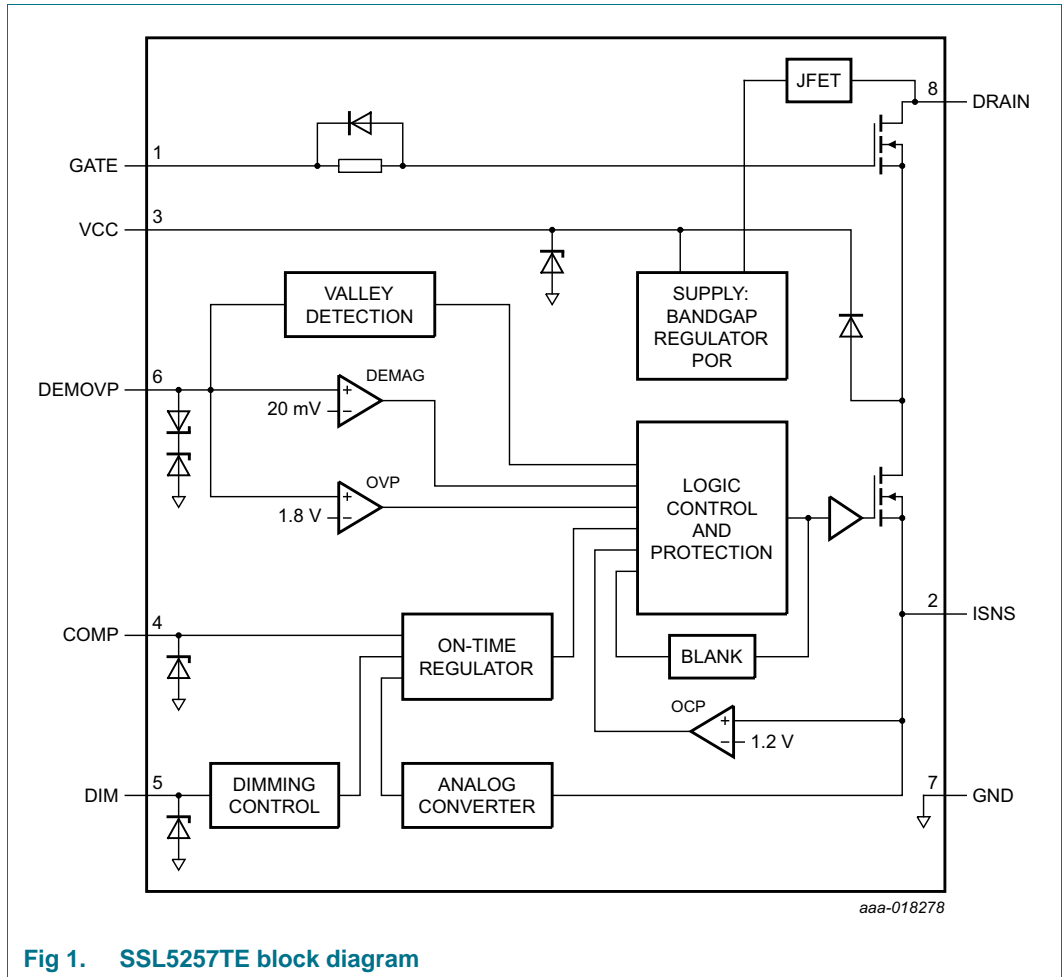 JFET
8
DRAIN
1
GATE
3
VCC
VALLEY
DETECTION
SUPPLY:
BANDGAP
REGULATOR
POR
6
DEMOVP
DEMAG
+
20 mV
−
OVP
+
1.8 V
−
LOGIC
CONTROL
AND
PROTECTION
2
ISNS
4
COMP
ON-TIME
REGULATOR
BLANK
OCP
+
−
1.2 V
5
DIM
DIMMING
CONTROL
ANALOG
CONVERTER
7
GND
aaa-018278
Fig 1. SSL5257TE block diagram